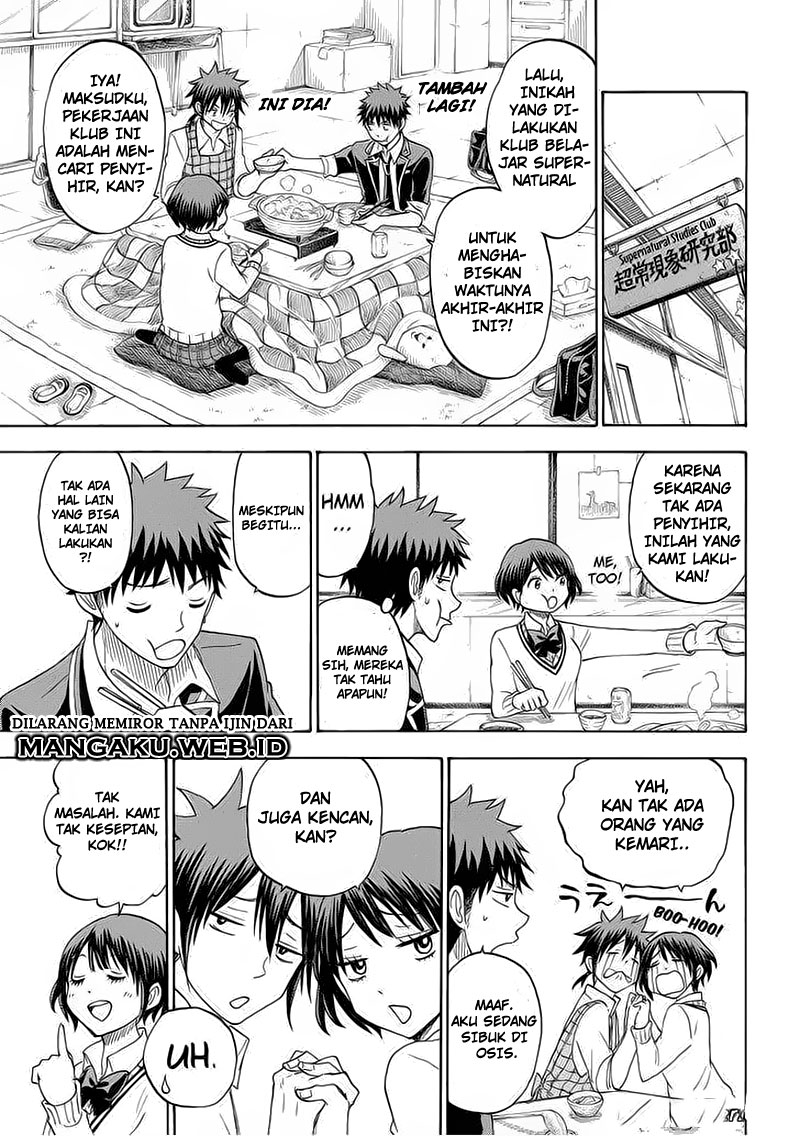 Supernatural Studies Club
超常現象研究部
LALU,
INIKAH
YANG DI-
LAKUKAN
KLUB BELA-
JAR SUPER-
NATURAL
UNTUK
MENGHA-
BISKAN
WAKTUNYA
AKHIR-AKHIR
INI?!
TAMBAH
LAGI!
INI DIA!
IYA!
MAKSUDKU,
PEKERJAAN
KLUB INI
ADALAH MEN-
CARI PENYI-
HIR, KAN?
KARENA
SEKARANG
TAK ADA
PENYIHIR,
INILAH YANG
KAMI LAKU-
KAN!
ME,
TOO!
HMM
...
MEMANG
SIH, MEREKA
TAK TAHU
APAPUN!
MESKIPUN
BEGITU...
TAK ADA
HAL LAIN
YANG BISA
KALIAN
LAKUKAN
?!
DILARANG MEMIROR TANPA IJIN DARI
MANGAKU.WEB.ID
YAH,
KAN TAK ADA
ORANG YANG
KEMARI..
うえーーん
BOO-HOO!
MAAF.
AKU SEDANG
SIBUK DI
OSIS.
DAN
JUGA KENCAN,
KAN?
UH.
TAK
MASALAH. KAMI
TAK KESEPIAN,
KOK!!